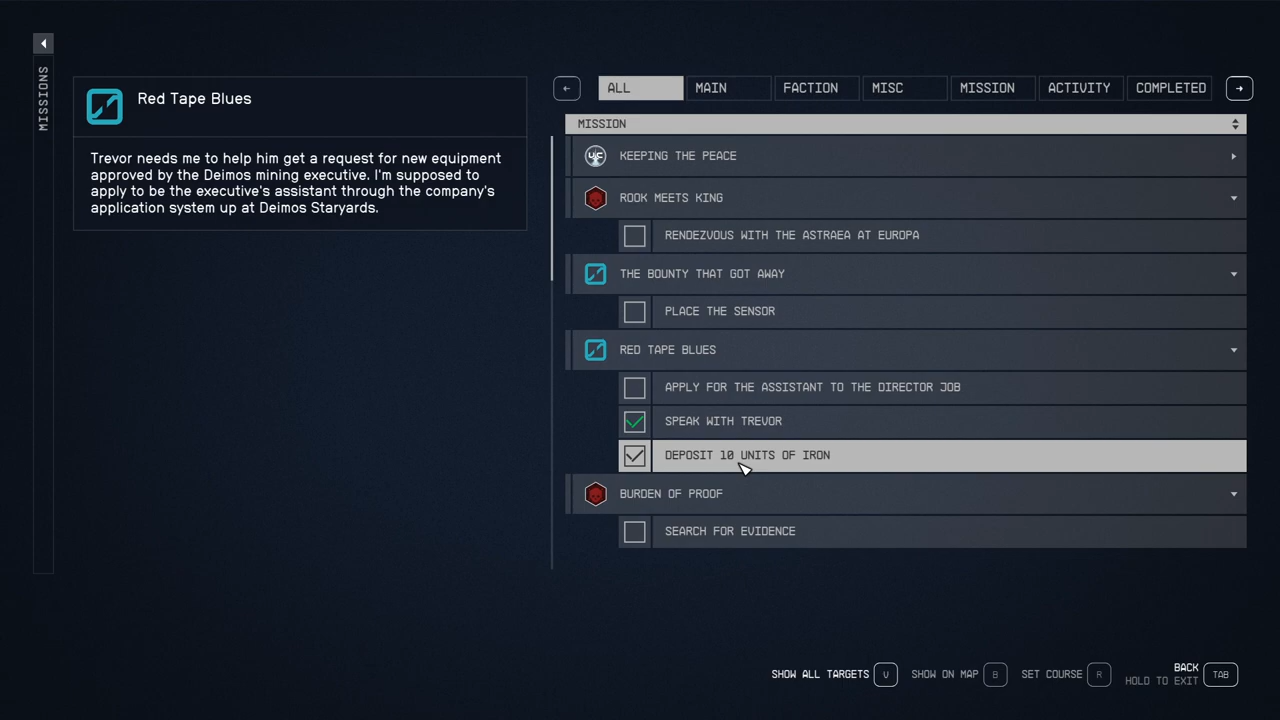 MISSIONS
Red Tape Blues
Trevor needs me to help him get a request for new equipment
approved by the Deimos mining executive. I'm supposed to
apply to be the executive's assistant through the company's
application system up at Deimos Staryards.
ALL
MAIN
FACTION
MISC
MISSION
ACTIVITY
COMPLETED
MISSION
UC
KEEPING THE PEACE
ROOK MEETS KING
RENDEZVOUS WITH THE ASTRAEA AT EUROPA
THE BOUNTY THAT GOT AWAY
PLACE THE SENSOR
RED TAPE BLUES
APPLY FOR THE ASSISTANT TO THE DIRECTOR JOB
SPEAK WITH TREVOR
DEPOSIT 10 UNITS OF IRON
BURDEN OF PROOF
SEARCH FOR EVIDENCE
SHOW ALL TARGETS V
SHOW ON MAP B
SET COURSE R
BACK
HOLD TO EXIT
TAB